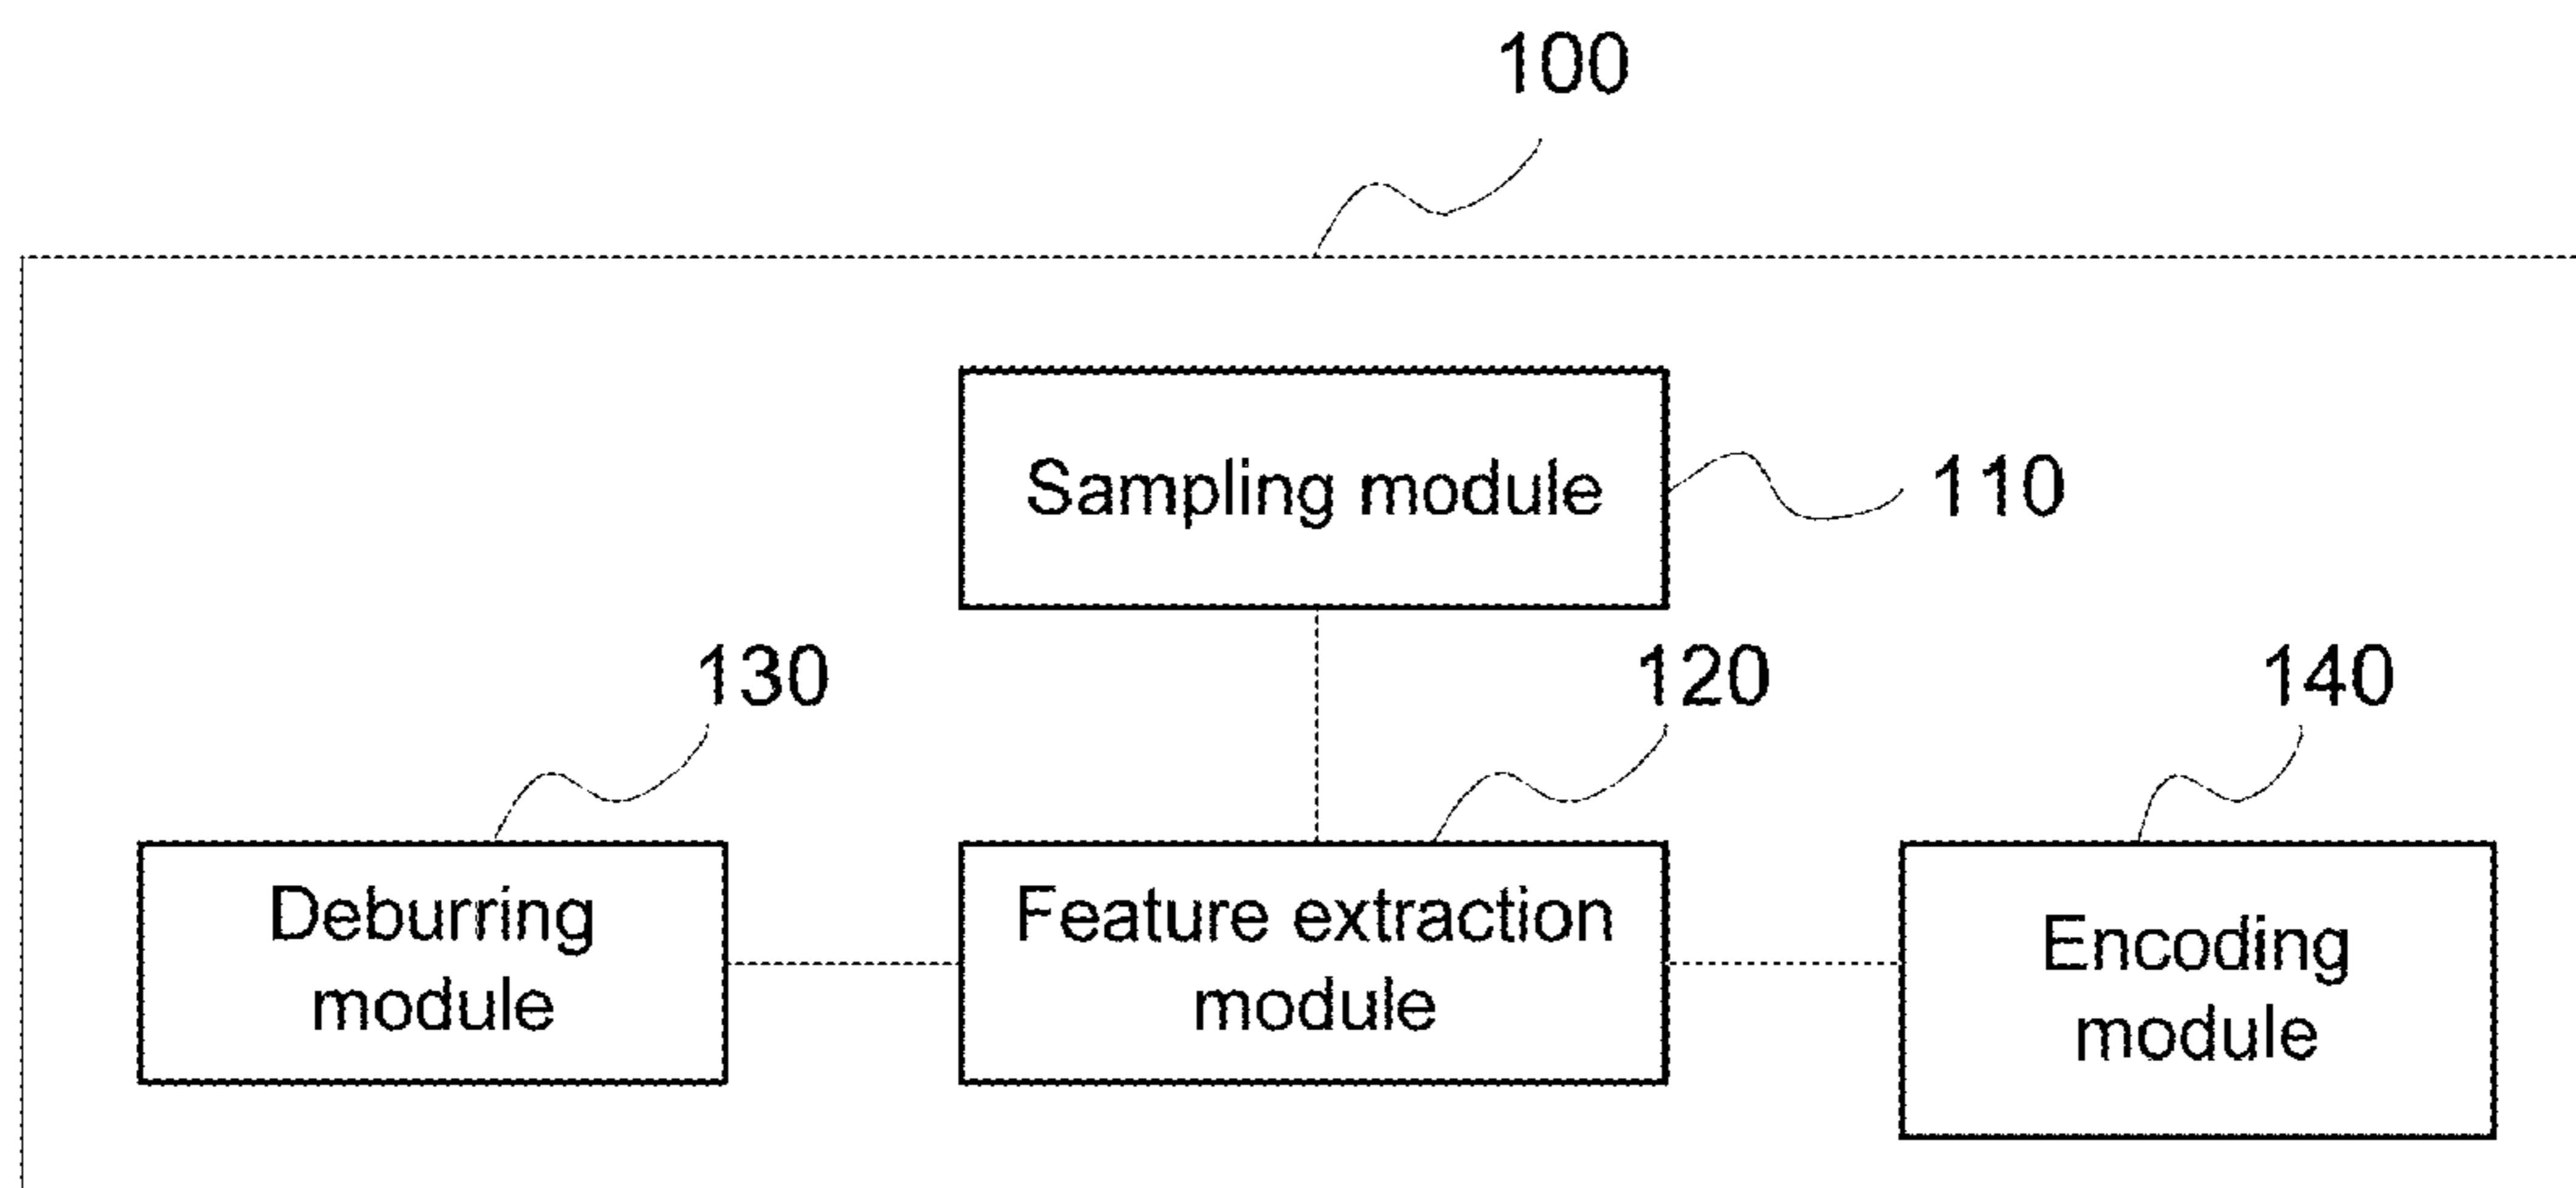 100
Sampling module
110
130
120
140
Deburring
module
Feature extraction
module
Encoding
module